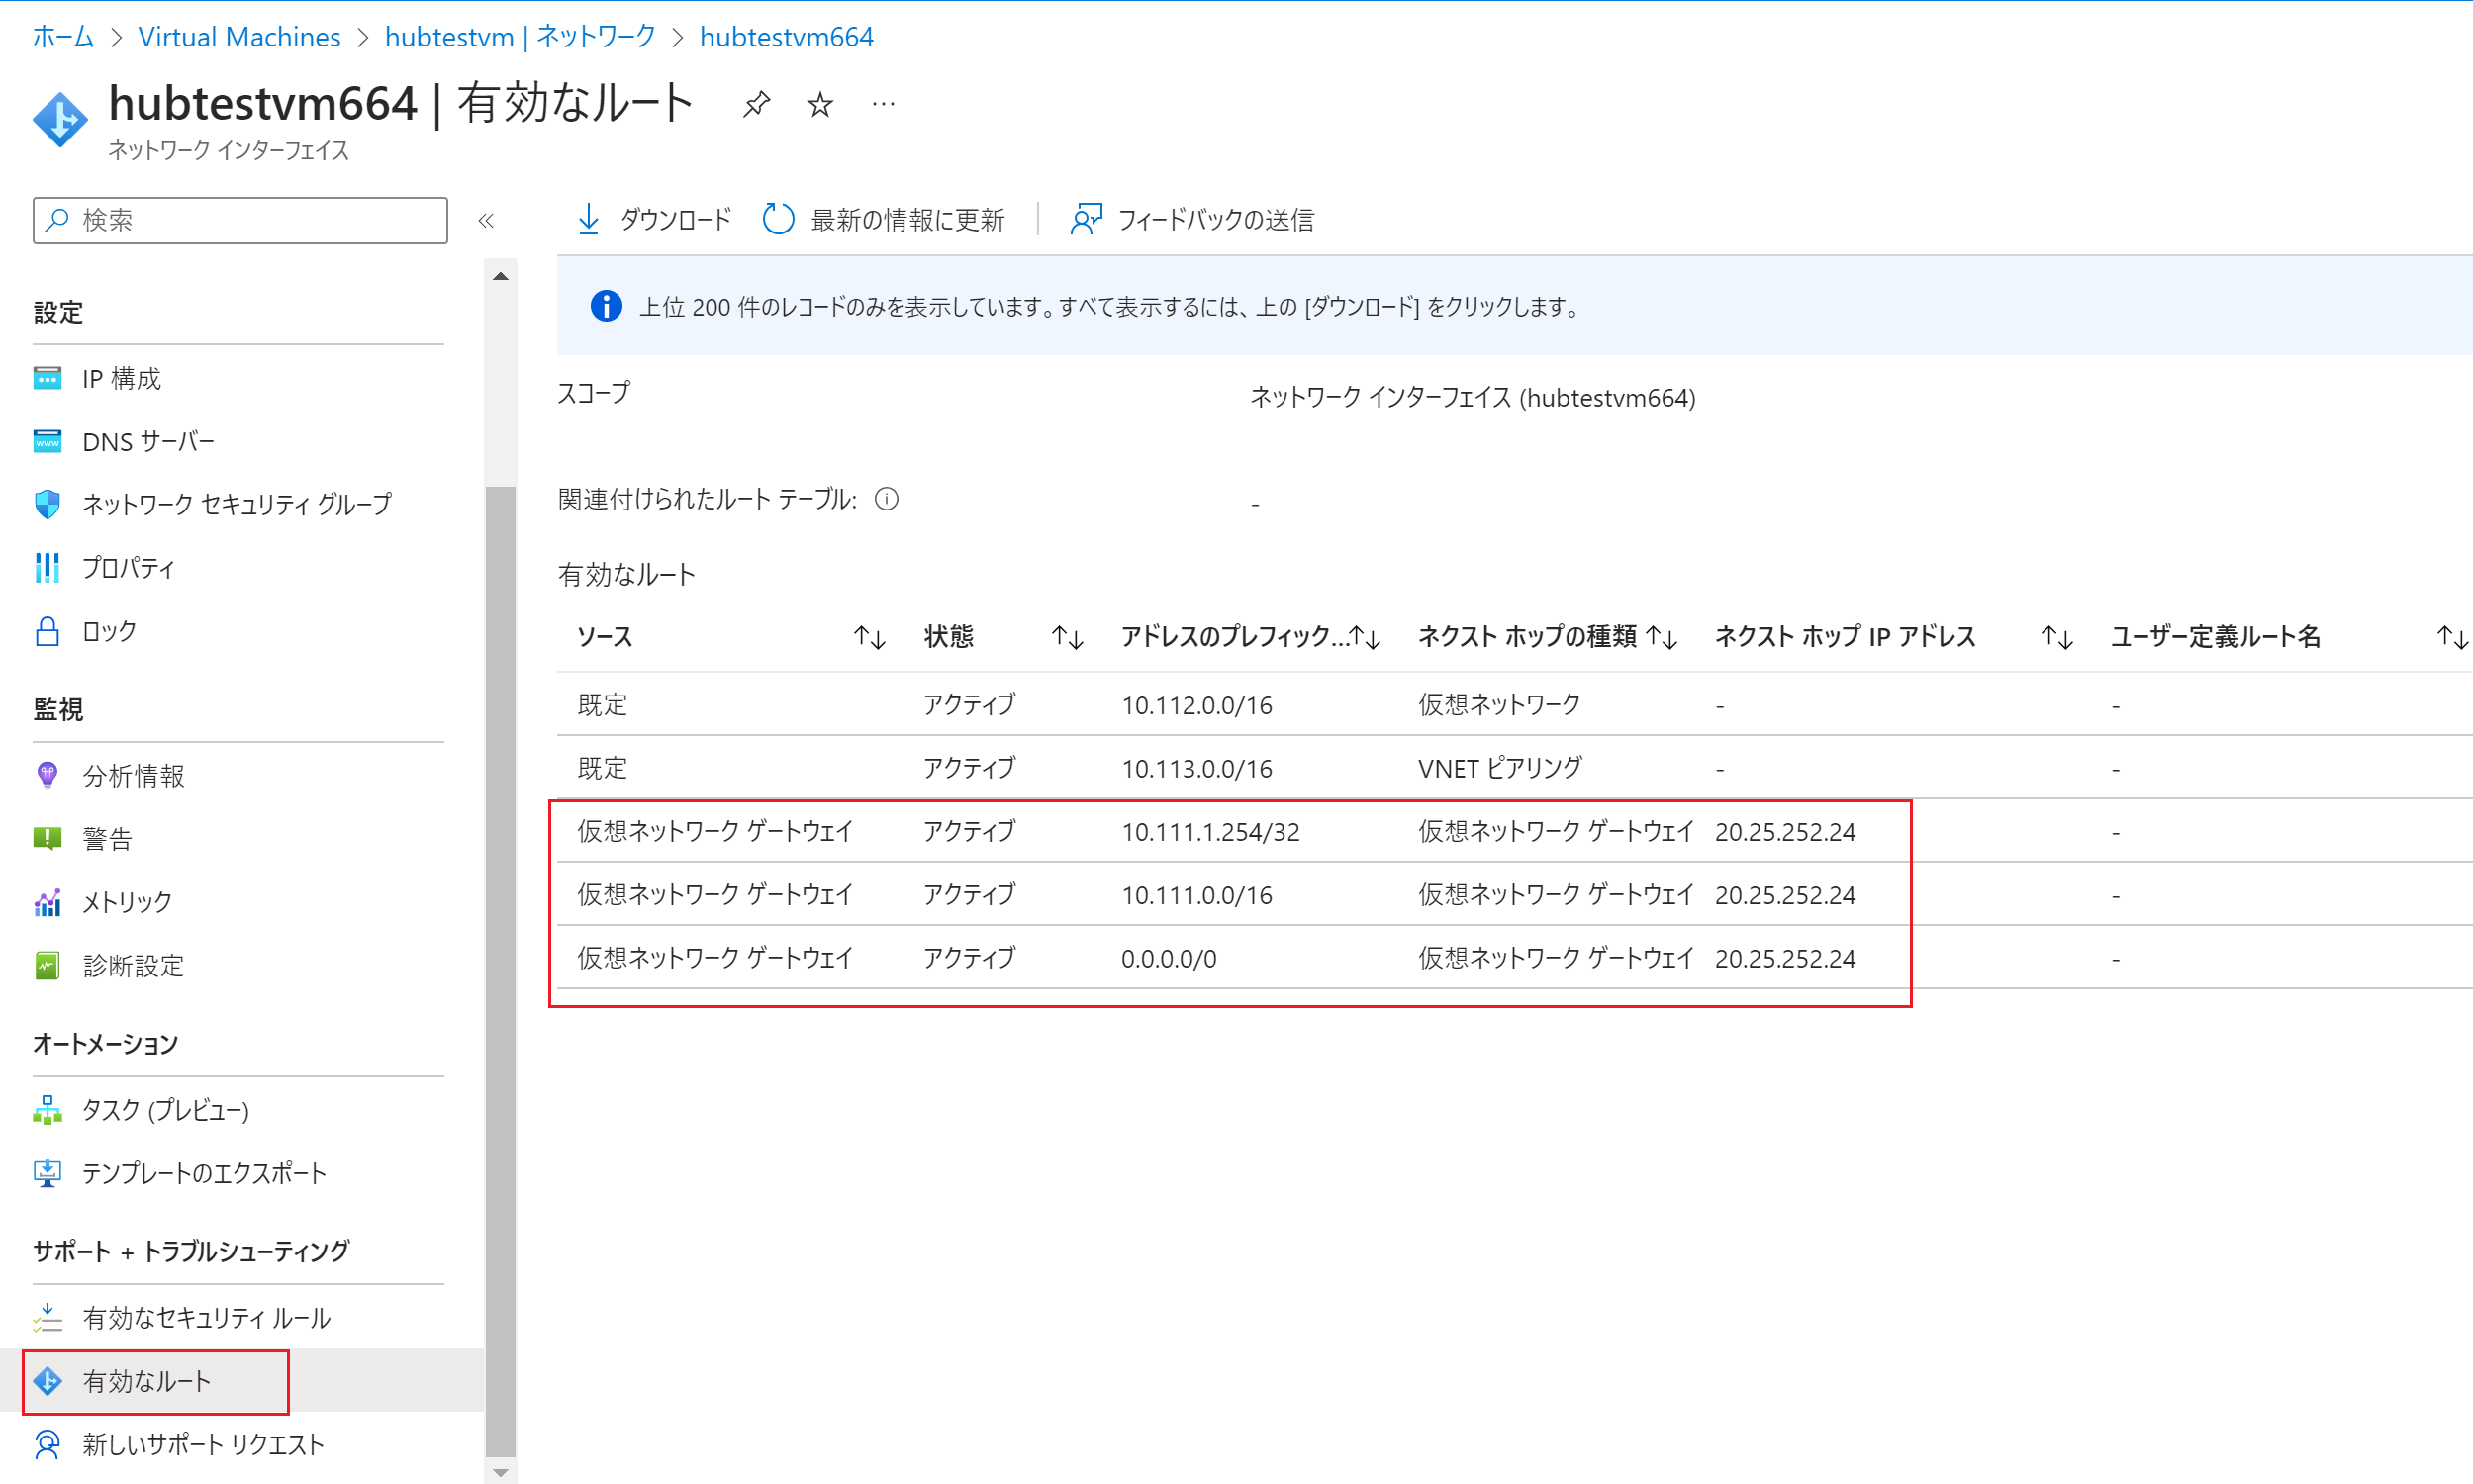 ホーム > Virtual Machines > hubtestvm | ネットワーク > hubtestvm664
hubtestvm664 | 有効なルート ...
ネットワーク インターフェイス
検索 «
ダウンロード 最新の情報に更新 フィードバックの送信
上位 200 件のレコードのみを表示しています。すべて表示するには、上の [ダウンロード] をクリックします。
設定
IP 構成
DNS サーバー
ネットワーク セキュリティ グループ
プロパティ
ロック
監視
分析情報
警告
メトリック
診断設定
オートメーション
タスク (プレビュー)
テンプレートのエクスポート
サポート + トラブルシューティング
有効なセキュリティ ルール
有効なルート
新しいサポート リクエスト
スコープ ネットワーク インターフェイス (hubtestvm664)
関連付けられたルート テーブル: -
有効なルート
ソース ↑↓ 状態 ↑↓ アドレスのプレフィック...↑↓ ネクスト ホップの種類 ↑↓ ネクスト ホップ IP アドレス ↑↓ ユーザー定義ルート名 ↑↓
既定 アクティブ 10.112.0.0/16 仮想ネットワーク - -
既定 アクティブ 10.113.0.0/16 VNET ピアリング - -
仮想ネットワーク ゲートウェイ アクティブ 10.111.1.254/32 仮想ネットワーク ゲートウェイ 20.25.252.24 -
仮想ネットワーク ゲートウェイ アクティブ 10.111.0.0/16 仮想ネットワーク ゲートウェイ 20.25.252.24 -
仮想ネットワーク ゲートウェイ アクティブ 0.0.0.0/0 仮想ネットワーク ゲートウェイ 20.25.252.24 -